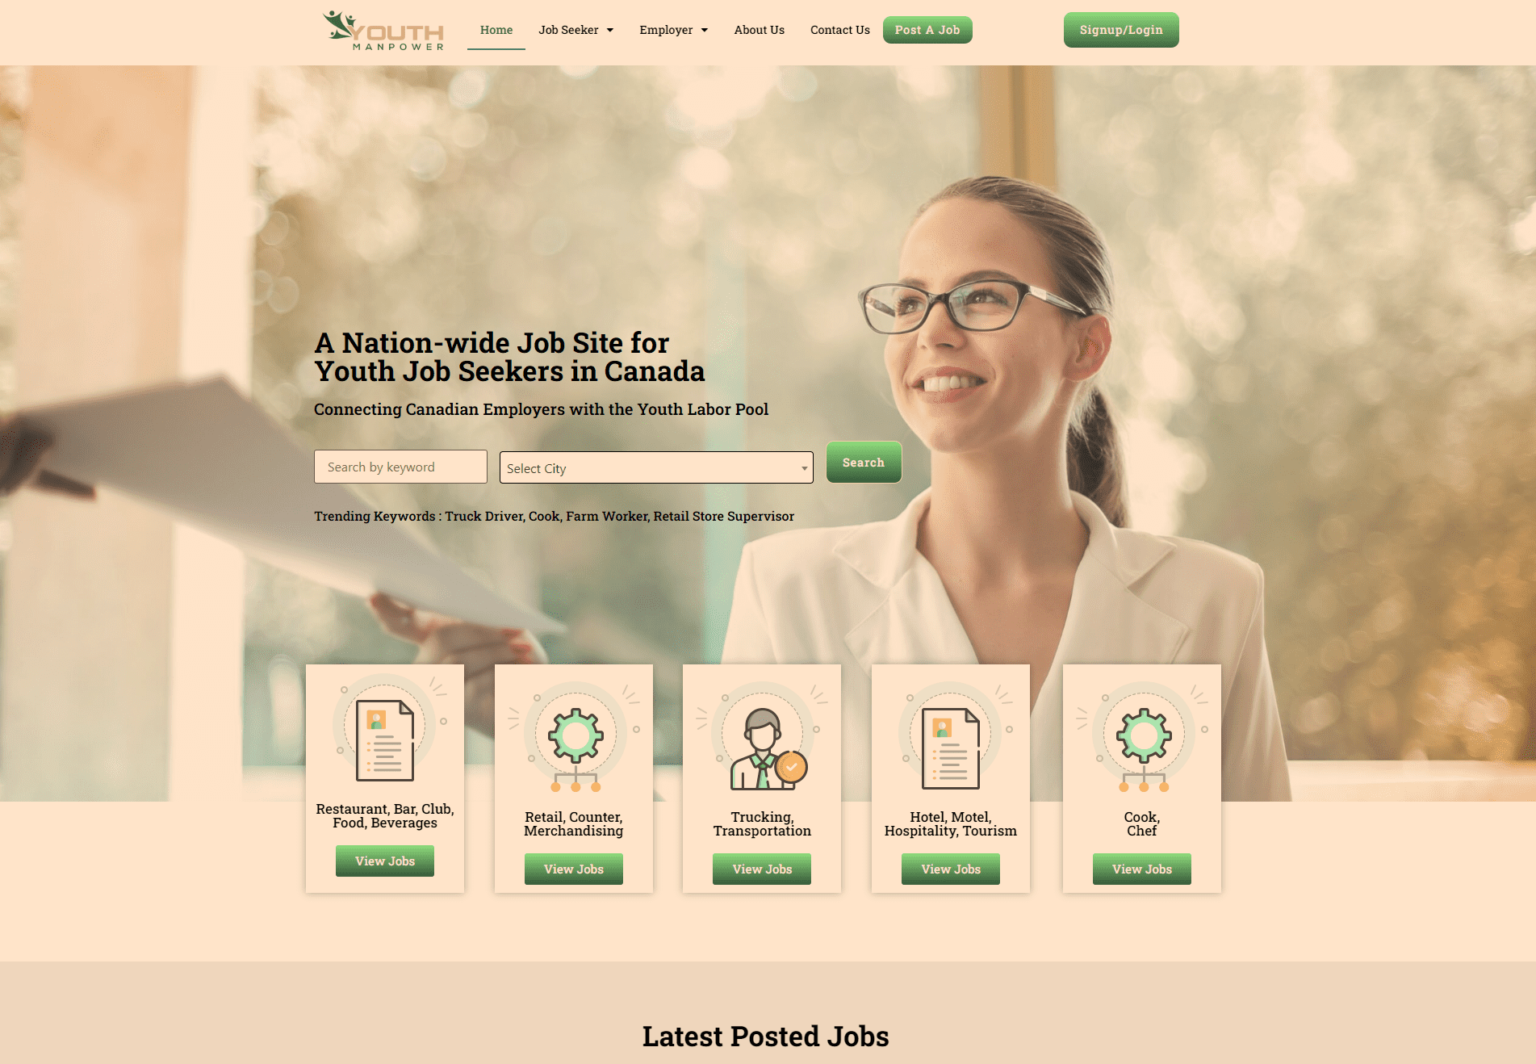 YOUTH
MANPOWER
Home
Job Seeker
Employer
About Us
Contact Us
Post A Job
Signup/Login
A Nation-wide Job Site for
Youth Job Seekers in Canada
Connecting Canadian Employers with the Youth Labor Pool
Search by keyword
Select City
Search
Trending Keywords : Truck Driver, Cook, Farm Worker, Retail Store Supervisor
Restaurant, Bar, Club,
Food, Beverages
View Jobs
Retail, Counter,
Merchandising
View Jobs
Trucking,
Transportation
View Jobs
Hotel, Motel,
Hospitality, Tourism
View Jobs
Cook,
Chef
View Jobs
Latest Posted Jobs